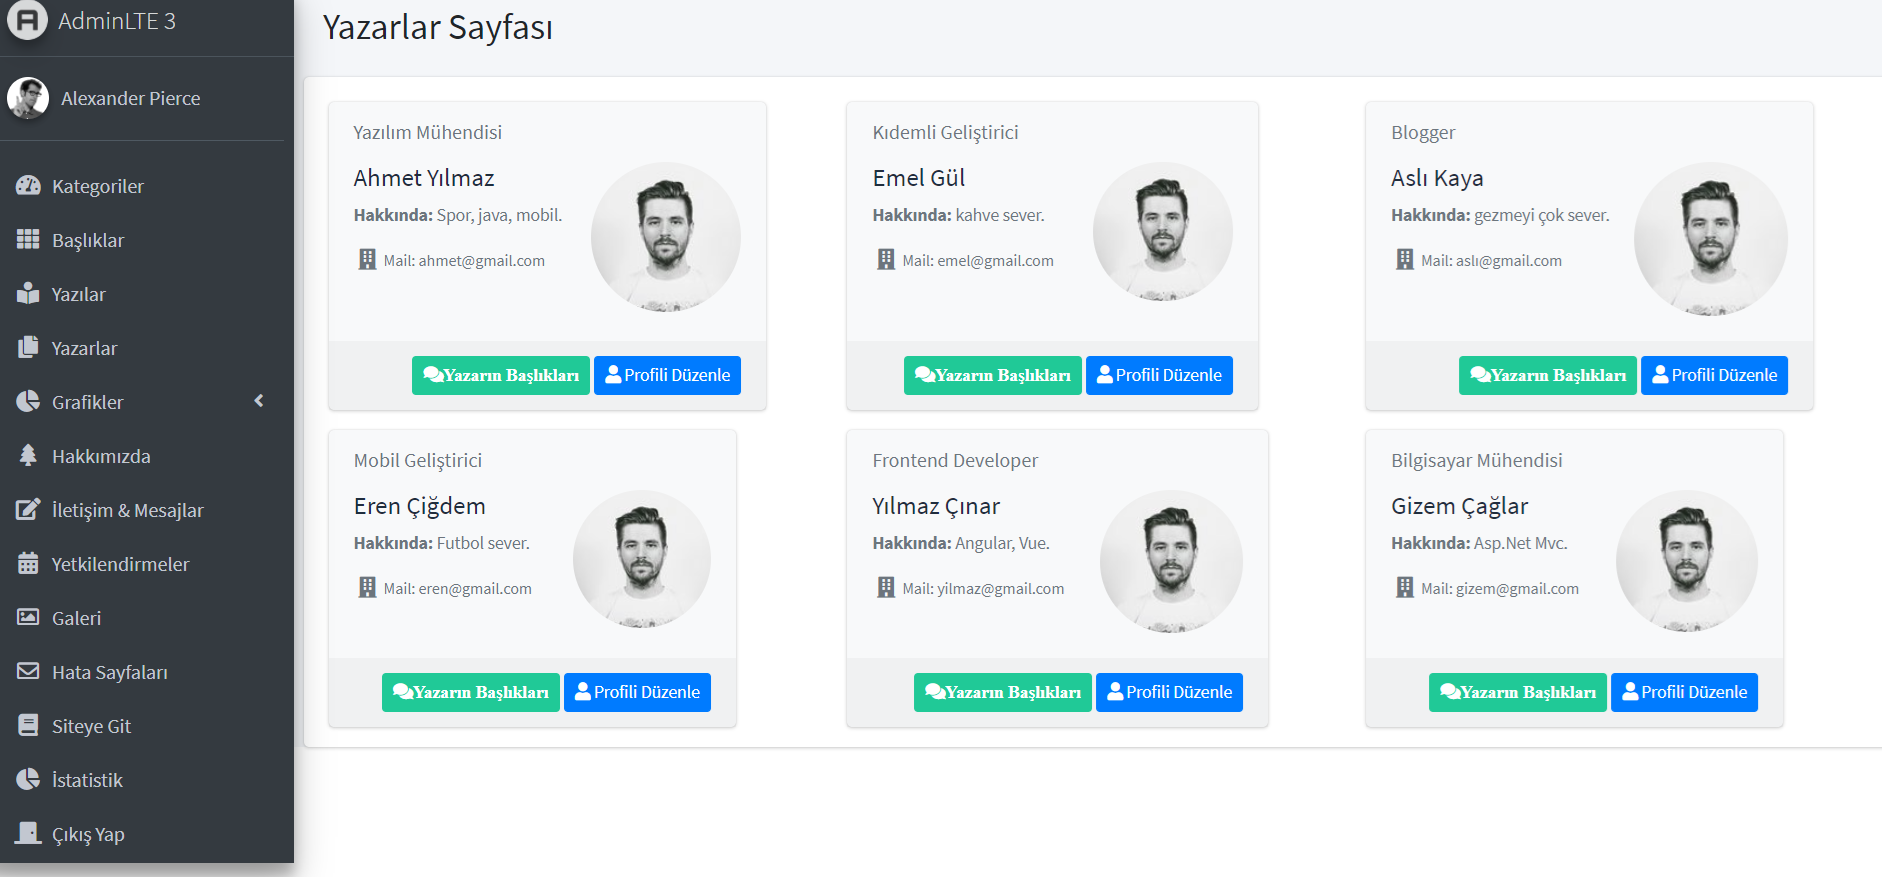 AdminLTE 3
Alexander Pierce
Kategoriler
Başlıklar
Yazılar
Yazarlar
Grafikler
Hakkımızda
İletişim & Mesajlar
Yetkilendirmeler
Galeri
Hata Sayfaları
Siteye Git
İstatistik
Çıkış Yap
Yazarlar Sayfası
Yazılım Mühendisi
Ahmet Yılmaz
Hakkında: Spor, java, mobil.
Mail: ahmet@gmail.com
Yazarın Başlıkları Profili Düzenle
Kıdemli Geliştirici
Emel Gül
Hakkında: kahve sever.
Mail: emel@gmail.com
Yazarın Başlıkları Profili Düzenle
Blogger
Aslı Kaya
Hakkında: gezmeyi çok sever.
Mail: aslı@gmail.com
Yazarın Başlıkları Profili Düzenle
Mobil Geliştirici
Eren Çiğdem
Hakkında: Futbol sever.
Mail: eren@gmail.com
Yazarın Başlıkları Profili Düzenle
Frontend Developer
Yılmaz Çınar
Hakkında: Angular, Vue.
Mail: yilmaz@gmail.com
Yazarın Başlıkları Profili Düzenle
Bilgisayar Mühendisi
Gizem Çağlar
Hakkında: Asp.Net Mvc.
Mail: gizem@gmail.com
Yazarın Başlıkları Profili Düzenle